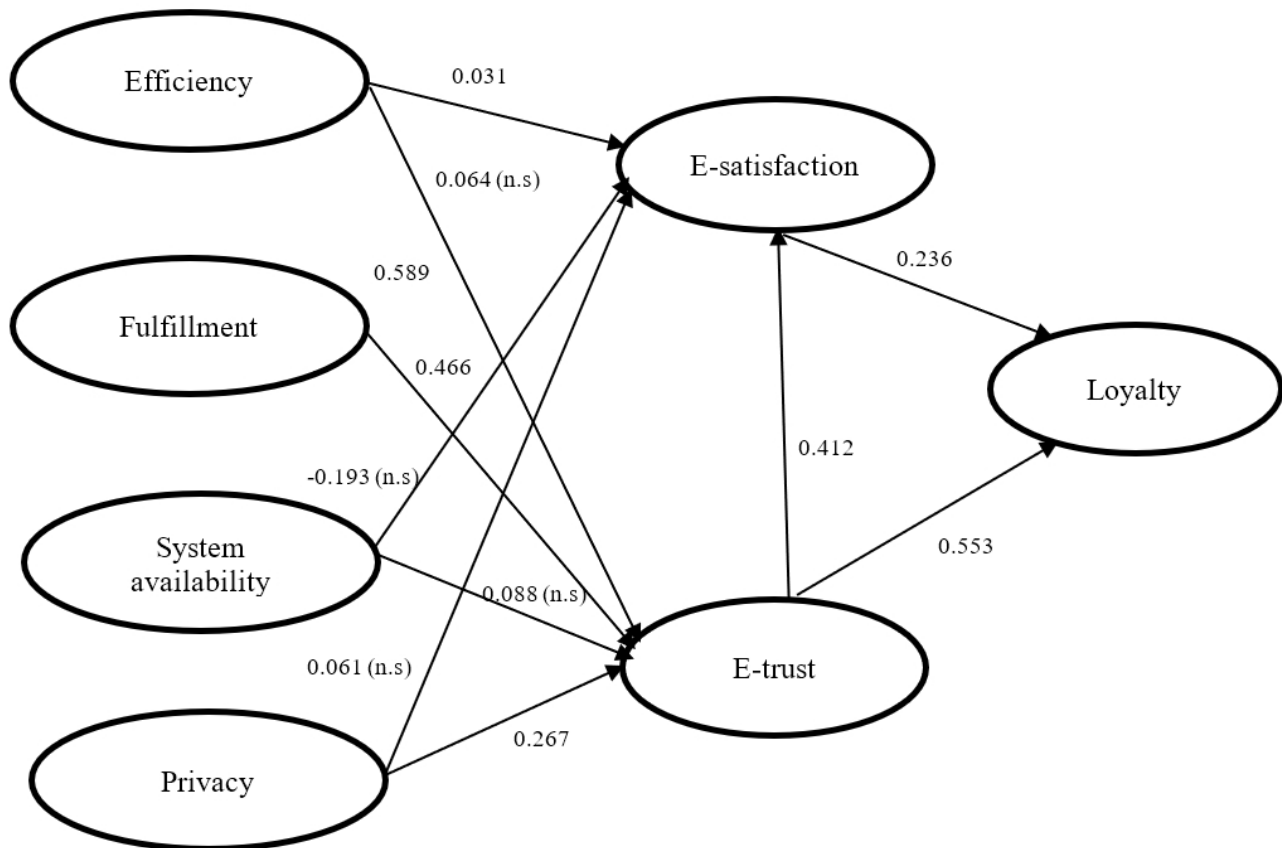 Efficiency
0.031
E-satisfaction
0.064 (n.s)
0.589
0.236
Fulfillment
0.466
Loyalty
0.412
-0.193 (n.s)
System
availability
0.553
0.088 (n.s)
0.061 (n.s)
E-trust
0.267
Privacy